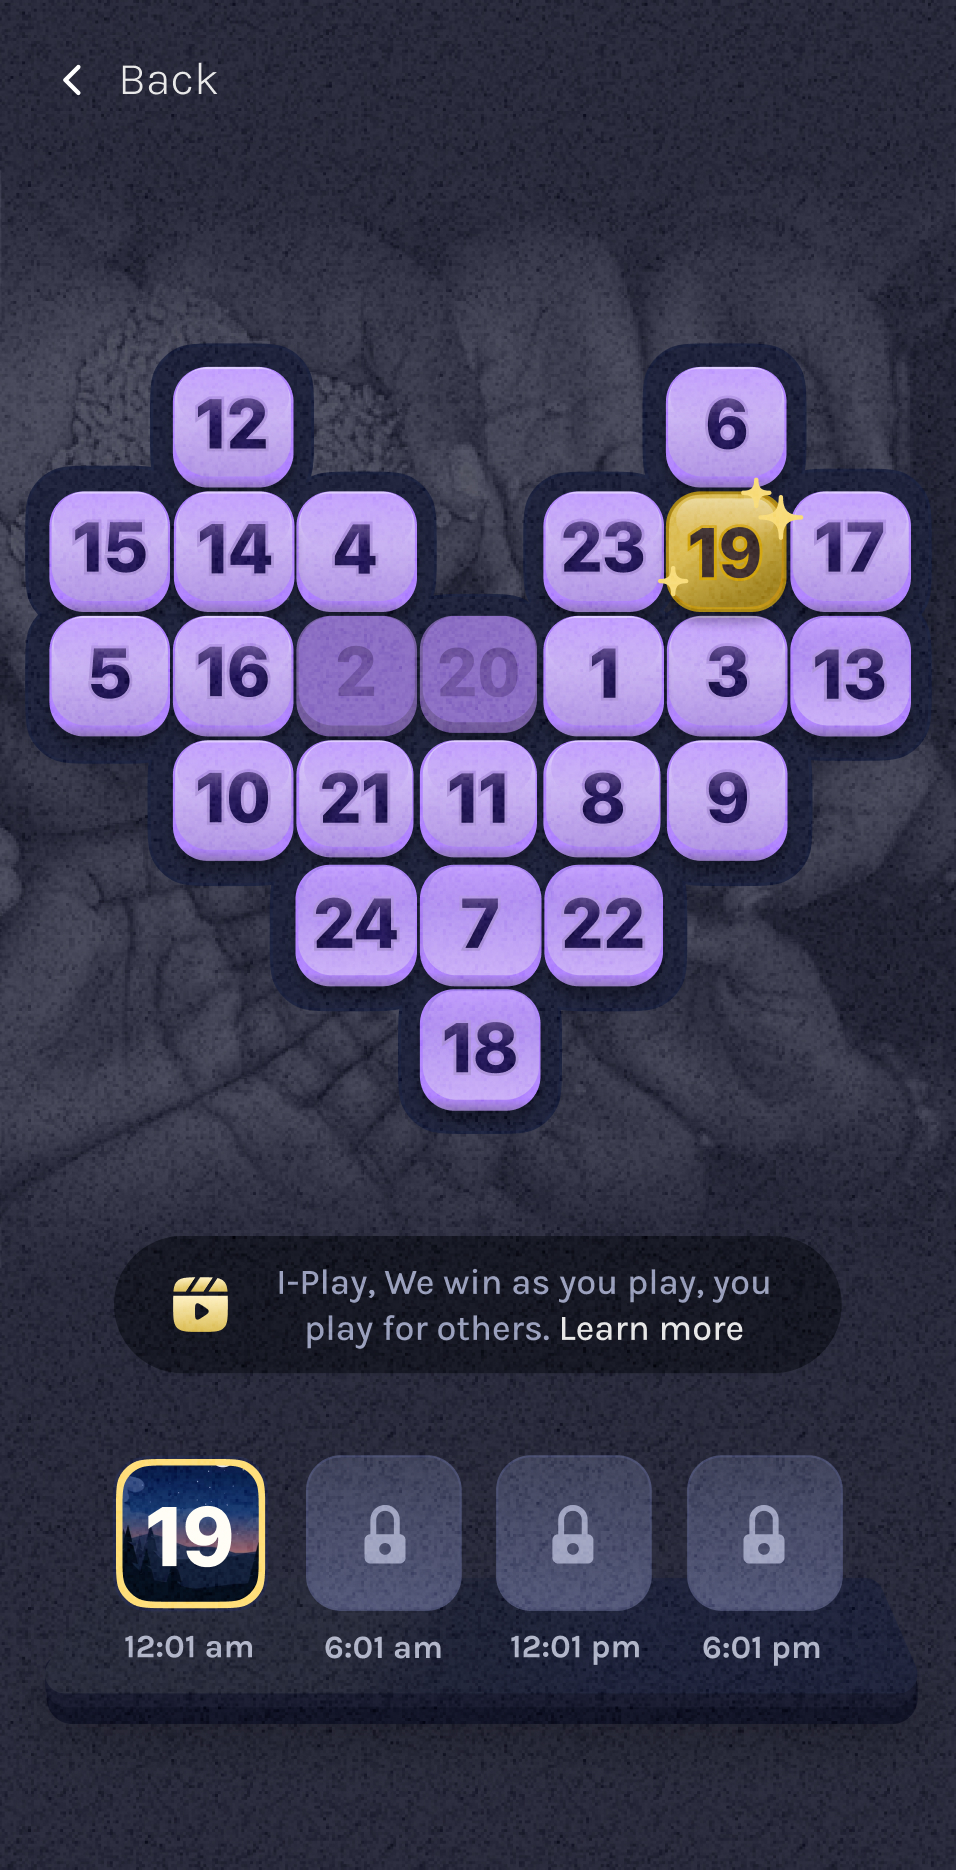 Back
12
6
15 14 4 23 19 17
5 16 2 20 1 3 13
10 21 11 8 9
24 7 22
18
I-Play, We win as you play, you
play for others. Learn more
19
12:01 am 6:01 am 12:01 pm 6:01 pm